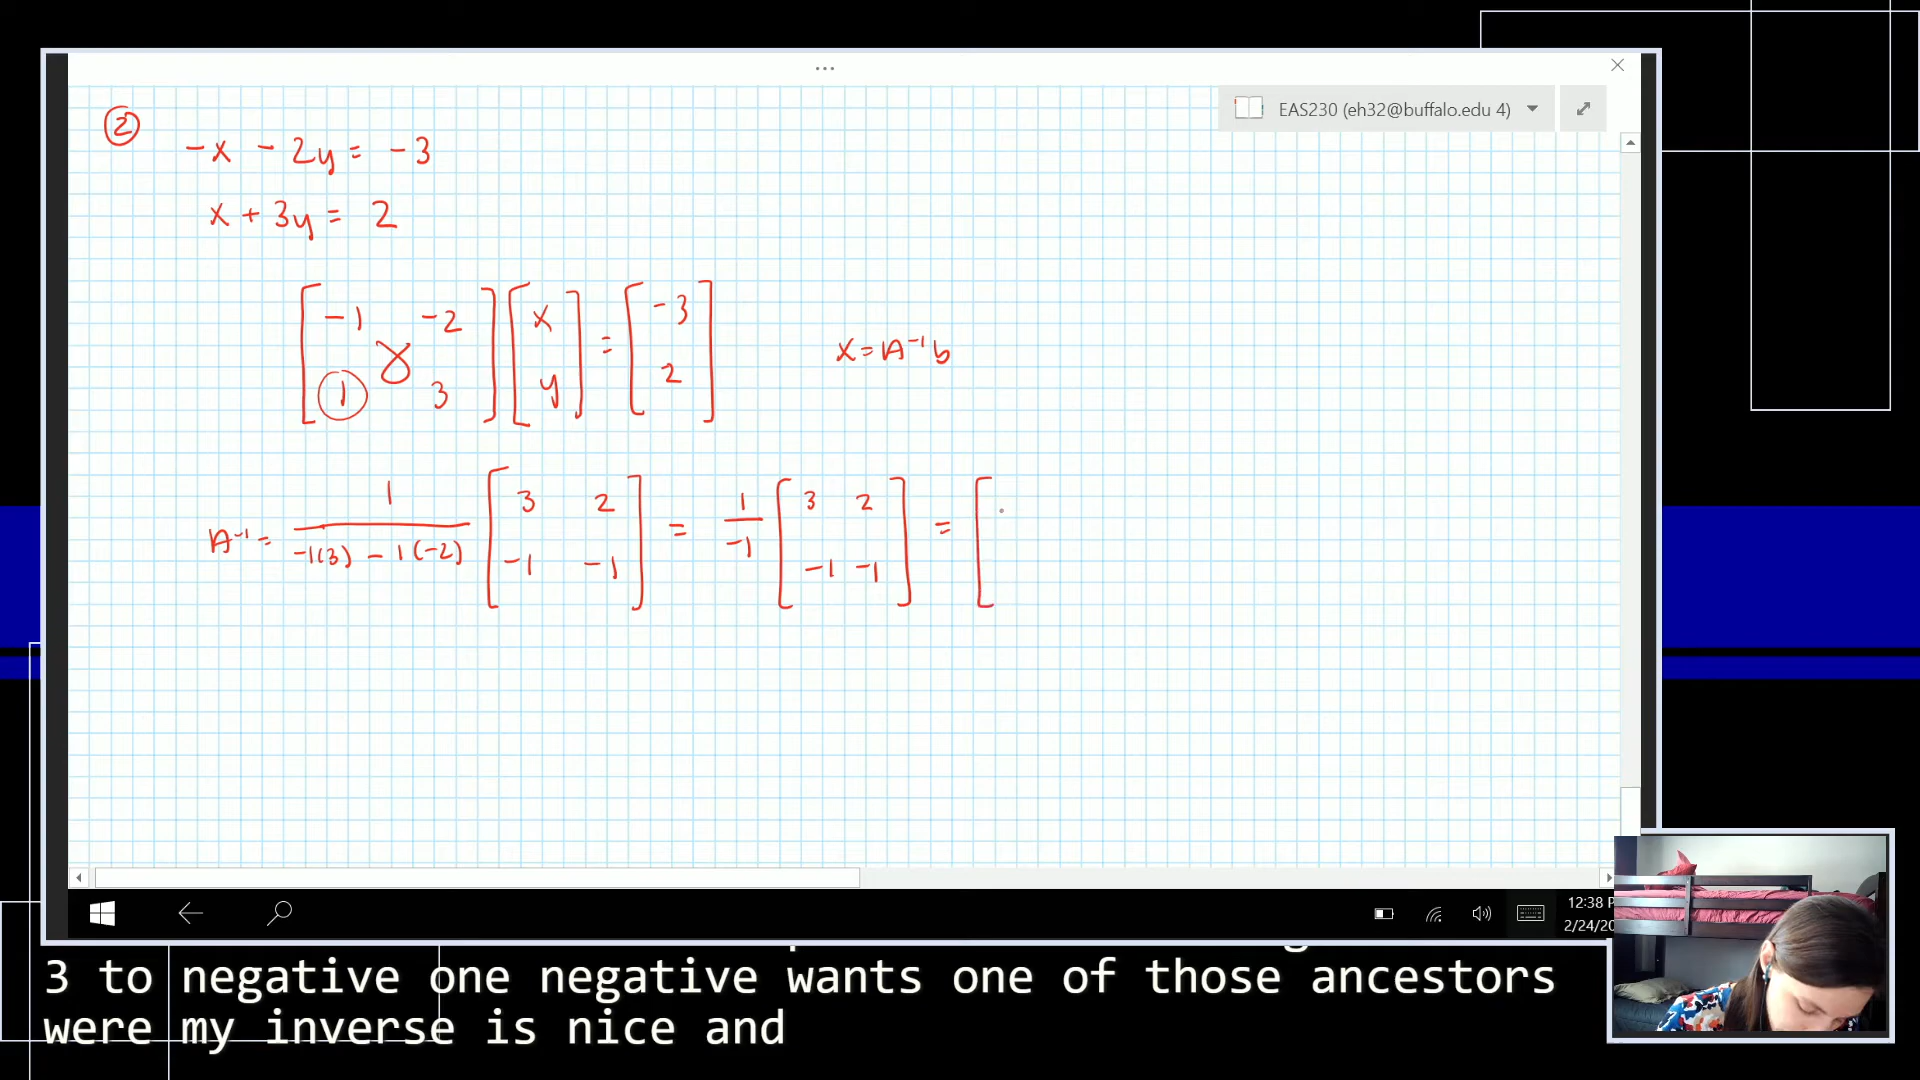 ...
EAS230 (eh32@buffalo.edu 4)
②
-x - 2y = -3
x + 3y = 2
[ -1 -2 ] [ x ] = [ -3 ]
[ ① 3 ] [ y ] [ 2 ]
x = A⁻¹b
A⁻¹ = 1 / (-1(3) - 1(-2)) [ 3 2 ] = 1 / -1 [ 3 2 ] = [
[ -1 -1 ] [ -1 -1 ]
12:38 P
2/24/20
3 to negative one negative wants one of those ancestors
were my inverse is nice and